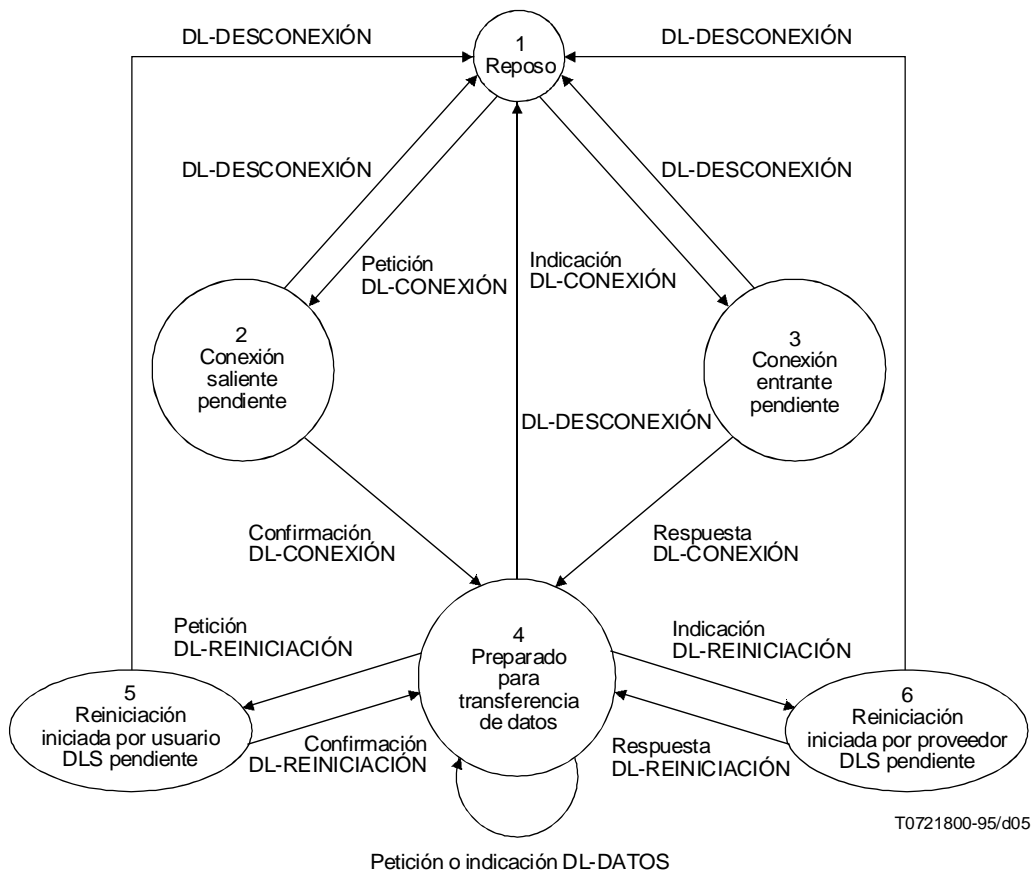 DL-DESCONEXIÓN
1
Reposo
DL-DESCONEXIÓN
DL-DESCONEXIÓN
DL-DESCONEXIÓN
Petición
DL-CONEXIÓN
Indicación
DL-CONEXIÓN
2
Conexión
saliente
pendiente
3
Conexión
entrante
pendiente
DL-DESCONEXIÓN
Confirmación
DL-CONEXIÓN
Respuesta
DL-CONEXIÓN
Petición
DL-REINICIACIÓN
4
Preparado
para
transferencia
de datos
Indicación
DL-REINICIACIÓN
5
Reiniciación
iniciada por usuario
DLS pendiente
Confirmación
DL-REINICIACIÓN
Respuesta
DL-REINICIACIÓN
6
Reiniciación
iniciada por proveedor
DLS pendiente
T0721800-95/d05
Petición o indicación DL-DATOS